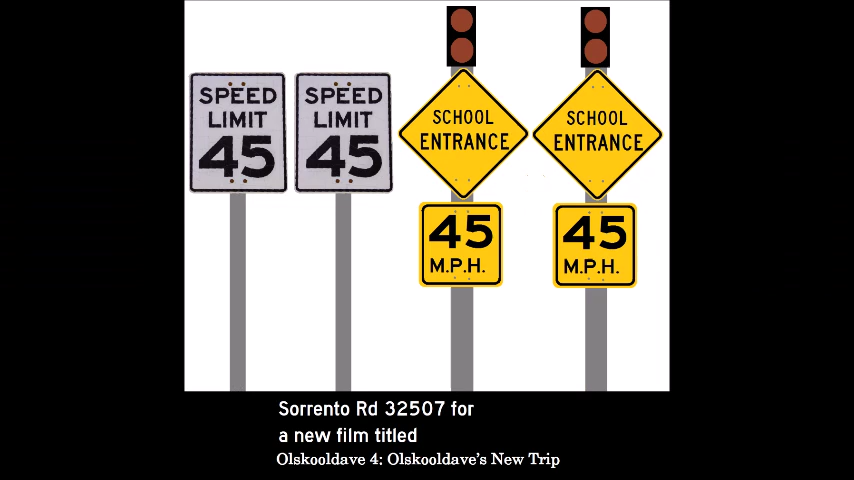 SPEED
LIMIT
45
SPEED
LIMIT
45
SCHOOL
ENTRANCE
45
M.P.H.
SCHOOL
ENTRANCE
45
M.P.H.
Sorrento Rd 32507 for
a new film titled
Olskooldave 4: Olskooldave's New Trip